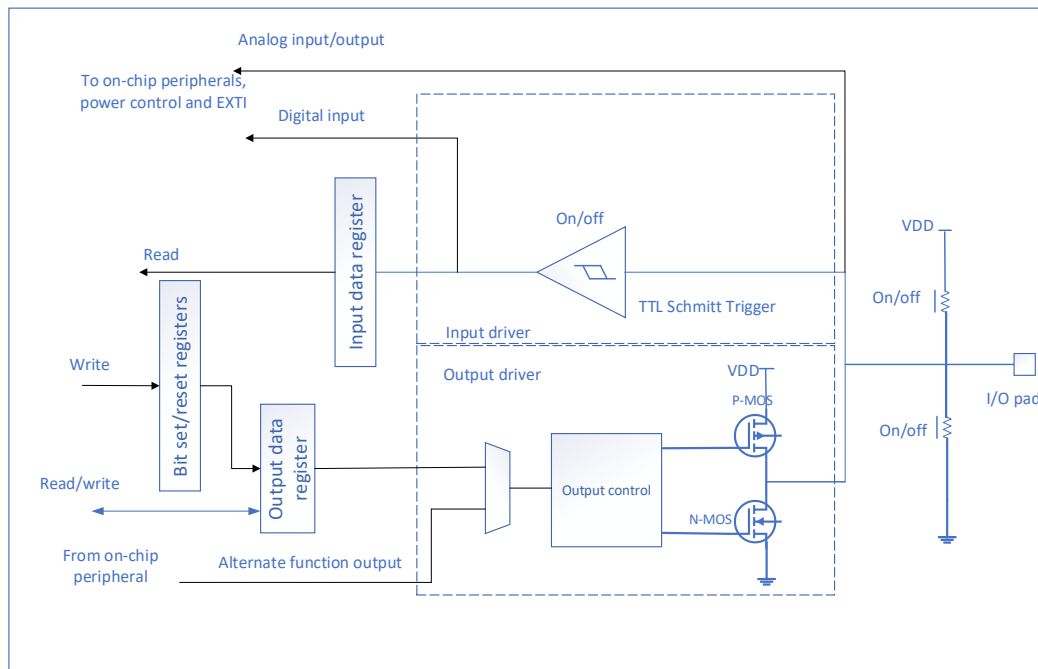 Analog input/output
To on-chip peripherals,
power control and EXTI
Digital input
On/off
VDD
Read
Input data register
TTL Schmitt Trigger
On/off
Input driver
Bit set/reset registers
Write
Output driver
VDD
P-MOS
I/O pad
On/off
Output data
register
Read/write
Output control
N-MOS
From on-chip
peripheral
Alternate function output